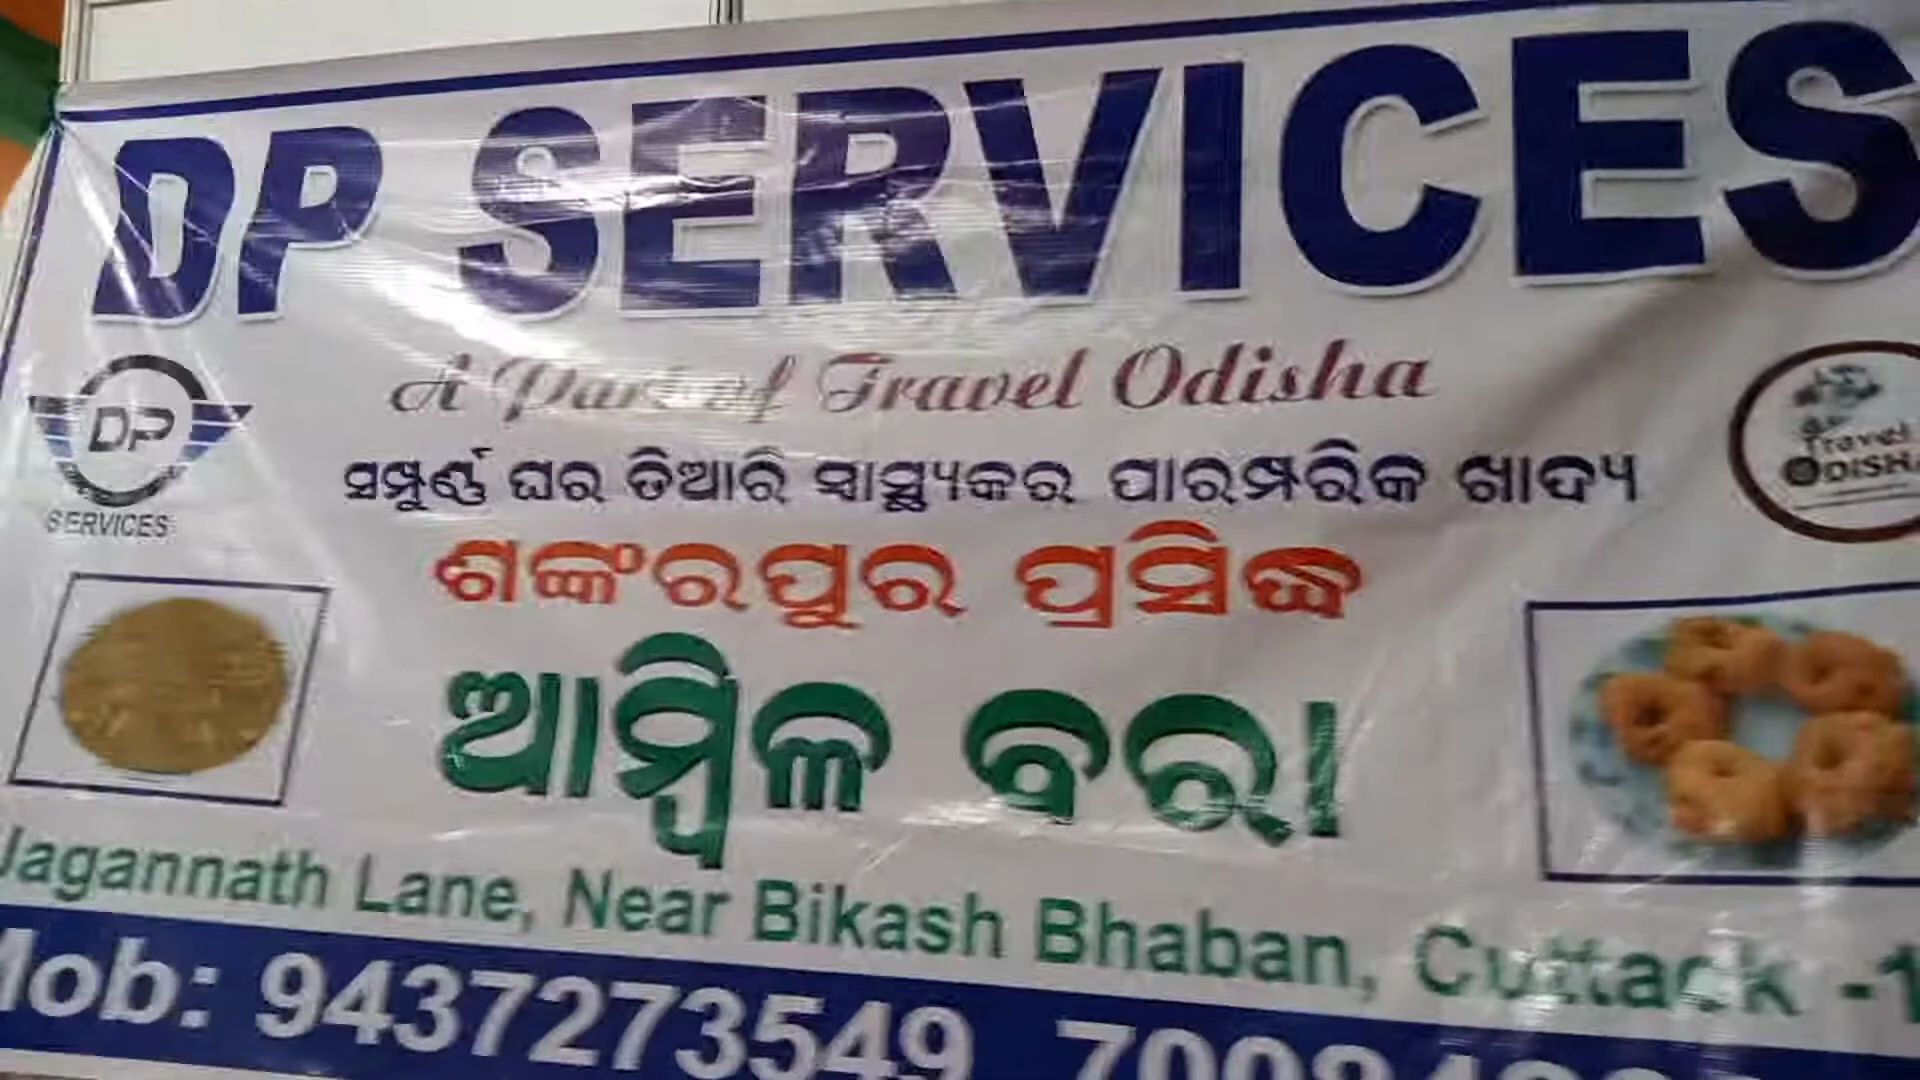 DP SERVICES
A Part of Travel Odisha
DP
SERVICES
Travel
ODISHA
ସମ୍ପୁର୍ଣ୍ଣ ଘର ତିଆରି ସ୍ୱାସ୍ଥ୍ୟକର ପାରମ୍ପରିକ ଖାଦ୍ୟ
ଶଙ୍କରପୁର ପ୍ରସିଦ୍ଧ
ଆମ୍ବିଳ ବରା
Jagannath Lane, Near Bikash Bhaban, Cuttack -1
Mob: 9437273549